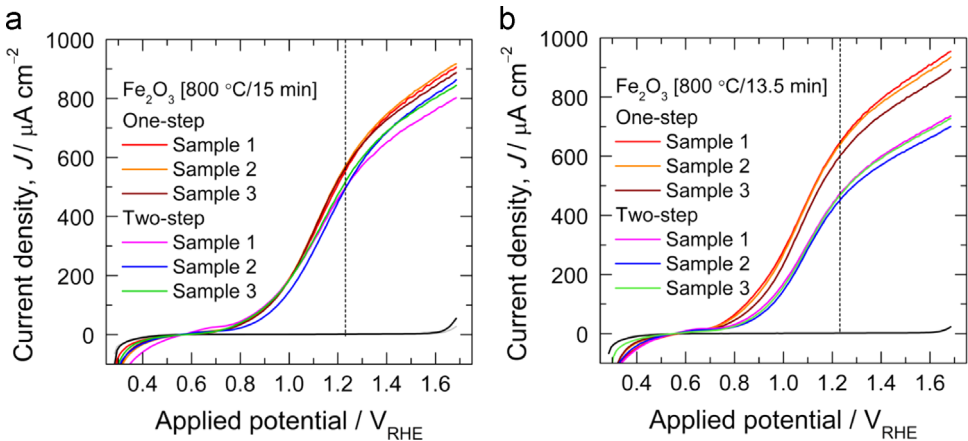 a
Current density, J / μA cm⁻²
1000
800
600
400
200
0
Fe₂O₃ [800 °C/15 min]
One-step
Sample 1
Sample 2
Sample 3
Two-step
Sample 1
Sample 2
Sample 3
0.4 0.6 0.8 1.0 1.2 1.4 1.6
Applied potential / V_RHE
b
Current density, J / μA cm⁻²
1000
800
600
400
200
0
Fe₂O₃ [800 °C/13.5 min]
One-step
Sample 1
Sample 2
Sample 3
Two-step
Sample 1
Sample 2
Sample 3
0.4 0.6 0.8 1.0 1.2 1.4 1.6
Applied potential / V_RHE